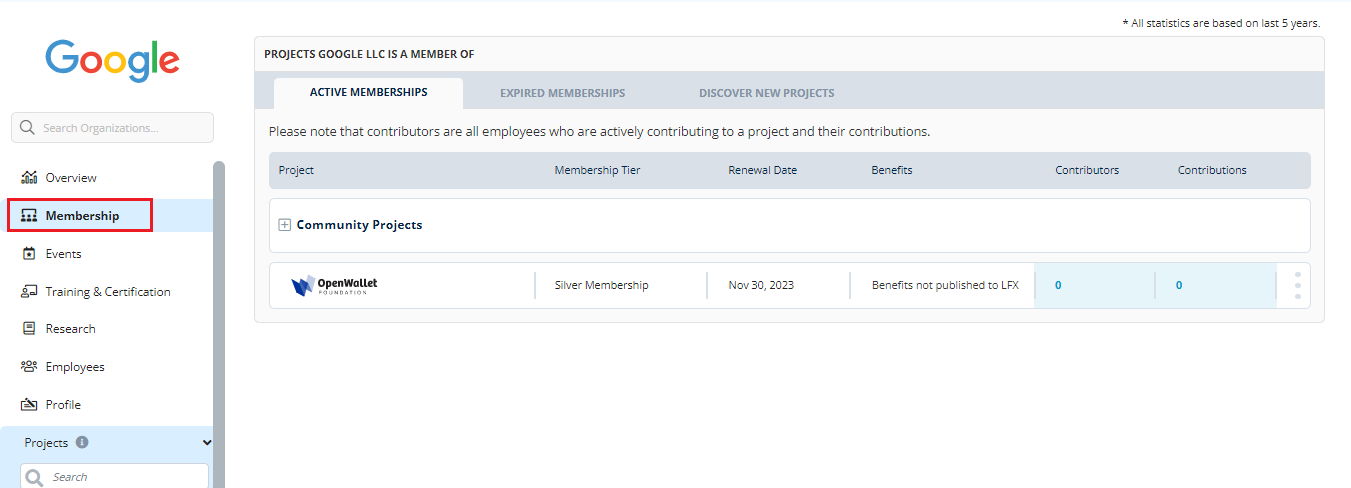 * All statistics are based on last 5 years.
Google
Search Organizations...
Overview
Membership
Events
Training & Certification
Research
Employees
Profile
Projects i
Search
PROJECTS GOOGLE LLC IS A MEMBER OF
ACTIVE MEMBERSHIPS EXPIRED MEMBERSHIPS DISCOVER NEW PROJECTS
Please note that contributors are all employees who are actively contributing to a project and their contributions.
Project Membership Tier Renewal Date Benefits Contributors Contributions
Community Projects
OpenWallet
FOUNDATION
Silver Membership Nov 30, 2023 Benefits not published to LFX 0 0